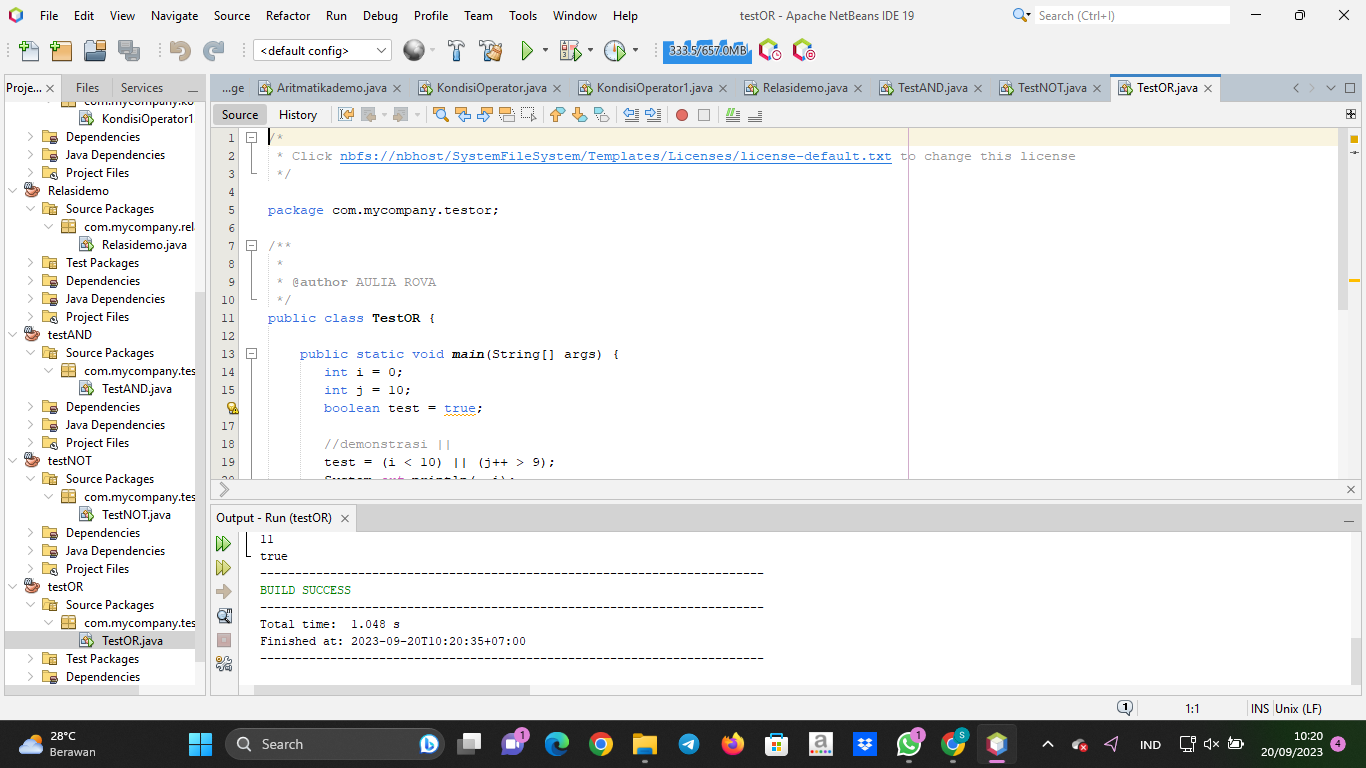 File Edit View Navigate Source Refactor Run Debug Profile Team Tools Window Help
testOR - Apache NetBeans IDE 19
Search (Ctrl+I)
<default config>
333.5/657.0MB
Proje... Files Services
com.mycompany.ko
KondisiOperator1
Dependencies
Java Dependencies
Project Files
Relasidemo
Source Packages
com.mycompany.rel
Relasidemo.java
Test Packages
Dependencies
Java Dependencies
Project Files
testAND
Source Packages
com.mycompany.tes
TestAND.java
Dependencies
Java Dependencies
Project Files
testNOT
Source Packages
com.mycompany.tes
TestNOT.java
Dependencies
Java Dependencies
Project Files
testOR
Source Packages
com.mycompany.tes
TestOR.java
Test Packages
Dependencies
...ge Aritmatikademo.java KondisiOperator.java KondisiOperator1.java Relasidemo.java TestAND.java TestNOT.java TestOR.java
Source History
1 /*
2 * Click nbfs://nbhost/SystemFileSystem/Templates/Licenses/license-default.txt to change this license
3 */
4
5 package com.mycompany.testor;
6
7 /**
8 *
9 * @author AULIA ROVA
10 */
11 public class TestOR {
12
13 public static void main(String[] args) {
14 int i = 0;
15 int j = 10;
boolean test = true;
17
18 //demonstrasi ||
19 test = (i < 10) || (j++ > 9);
Output - Run (testOR)
11
true
------------------------------------------------------------------------
BUILD SUCCESS
------------------------------------------------------------------------
Total time: 1.048 s
Finished at: 2023-09-20T10:20:35+07:00
------------------------------------------------------------------------
1 1:1 INS Unix (LF)
28°C
Berawan
Search
1
a
1
S
IND
10:20
20/09/2023
4